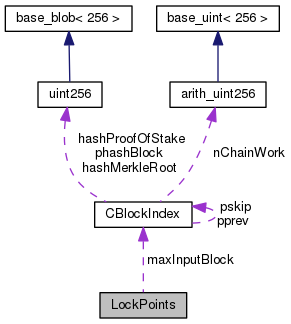 base_blob< 256 >
base_uint< 256 >
uint256
arith_uint256
hashProofOfStake
phashBlock
hashMerkleRoot
nChainWork
CBlockIndex
pskip
pprev
maxInputBlock
LockPoints